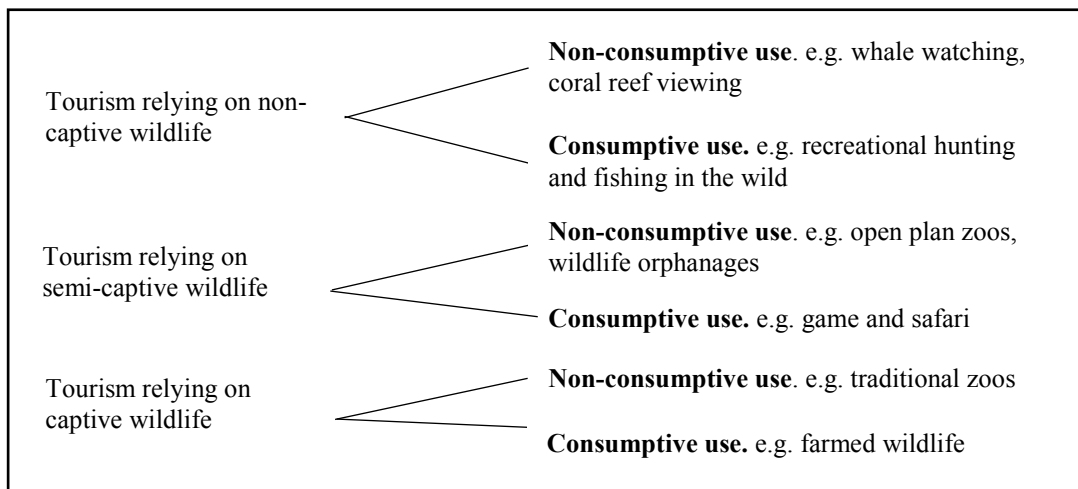 Tourism relying on non-
captive wildlife
Non-consumptive use. e.g. whale watching,
coral reef viewing
Consumptive use. e.g. recreational hunting
and fishing in the wild
Tourism relying on
semi-captive wildlife
Non-consumptive use. e.g. open plan zoos,
wildlife orphanages
Consumptive use. e.g. game and safari
Tourism relying on
captive wildlife
Non-consumptive use. e.g. traditional zoos
Consumptive use. e.g. farmed wildlife